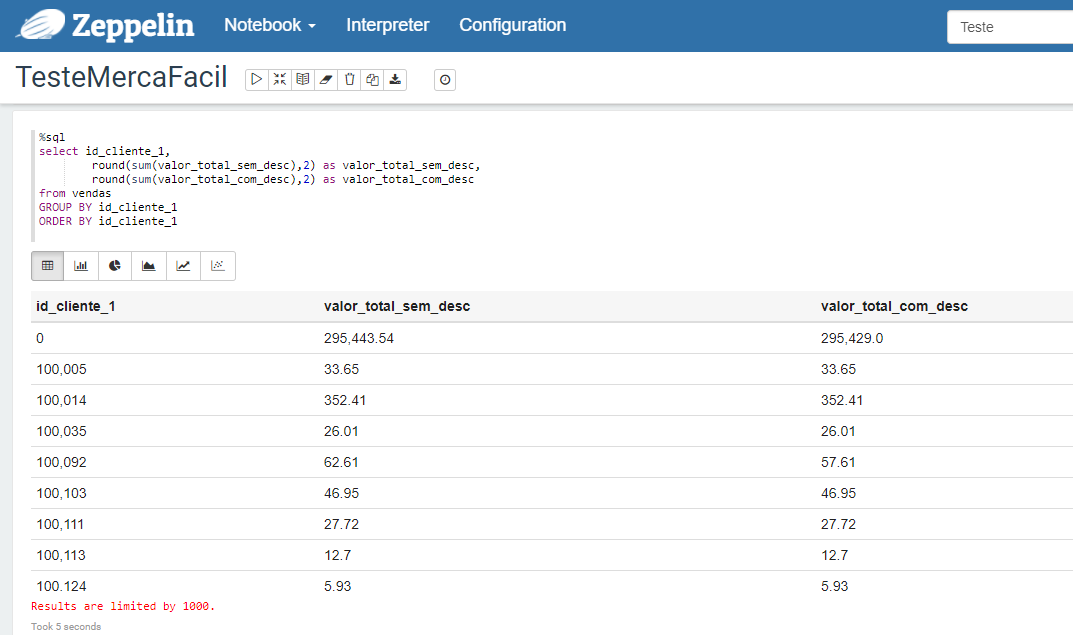 Zeppelin Notebook Interpreter Configuration Teste
TesteMercaFacil
%sql
select id_cliente_1,
round(sum(valor_total_sem_desc),2) as valor_total_sem_desc,
round(sum(valor_total_com_desc),2) as valor_total_com_desc
from vendas
GROUP BY id_cliente_1
ORDER BY id_cliente_1
id_cliente_1 valor_total_sem_desc valor_total_com_desc
0 295,443.54 295,429.0
100,005 33.65 33.65
100,014 352.41 352.41
100,035 26.01 26.01
100,092 62.61 57.61
100,103 46.95 46.95
100,111 27.72 27.72
100,113 12.7 12.7
100.124 5.93 5.93
Results are limited by 1000.
Took 5 seconds